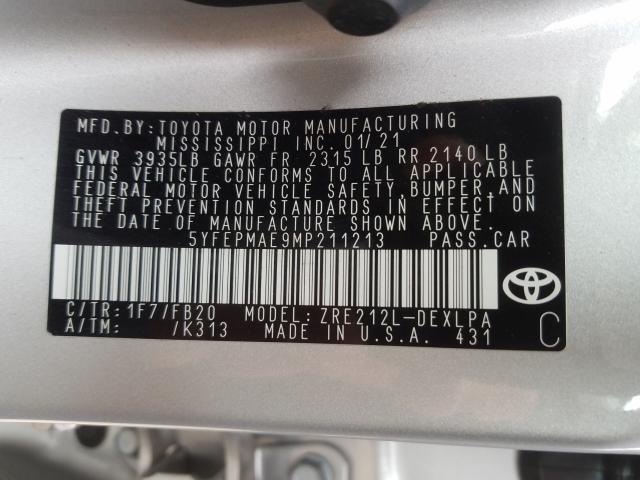 MFD. BY: TOYOTA MOTOR MANUFACTURING
MISSISSIPPI INC. 01/21
GVWR 3935LB GAWR FR 2315 LB RR 2140 LB
THIS VEHICLE CONFORMS TO ALL APPLICABLE
FEDERAL MOTOR VEHICLE SAFETY, BUMPER, AND
THEFT PREVENTION STANDARDS IN EFFECT ON
THE DATE OF MANUFACTURE SHOWN ABOVE.
5YFEPMAE9MP211213 PASS. CAR
C/TR: 1F7/FB20 MODEL: ZRE212L-DEXLPA
A/TM: /K313 MADE IN U.S.A. 431
C